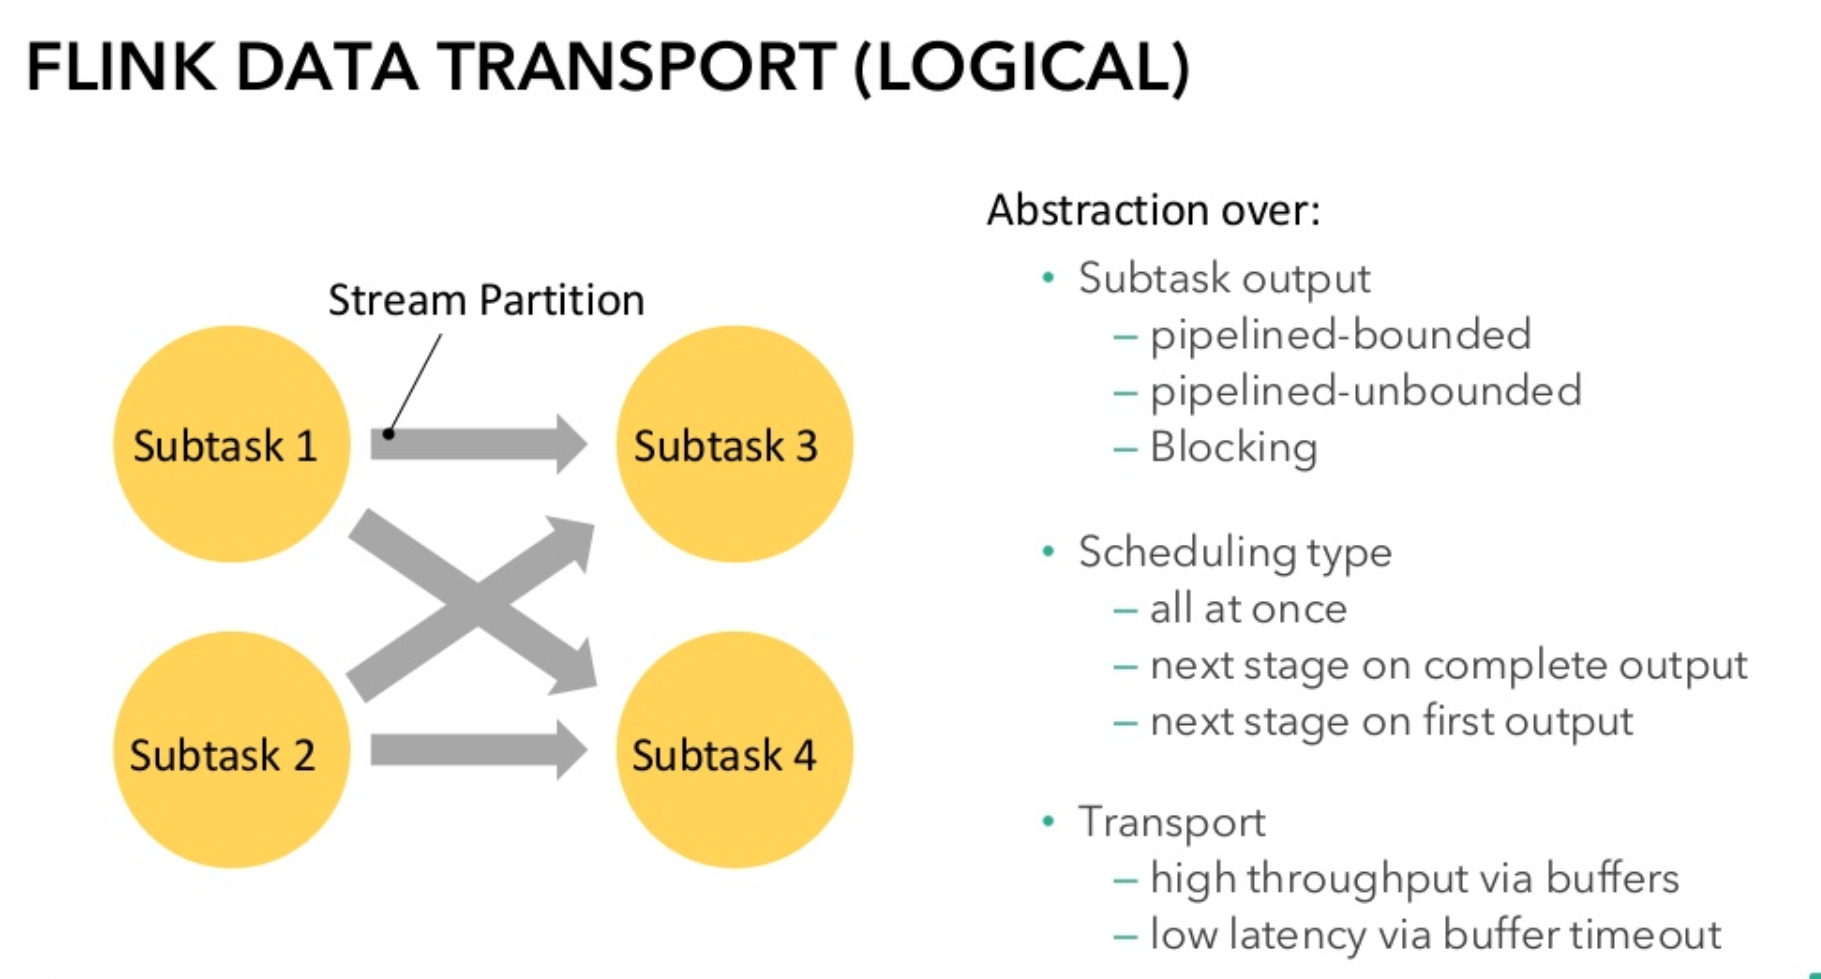 FLINK DATA TRANSPORT (LOGICAL)
Stream Partition
Subtask 1
Subtask 3
Subtask 2
Subtask 4
Abstraction over:
• Subtask output
– pipelined-bounded
– pipelined-unbounded
– Blocking
• Scheduling type
– all at once
– next stage on complete output
– next stage on first output
• Transport
– high throughput via buffers
– low latency via buffer timeout